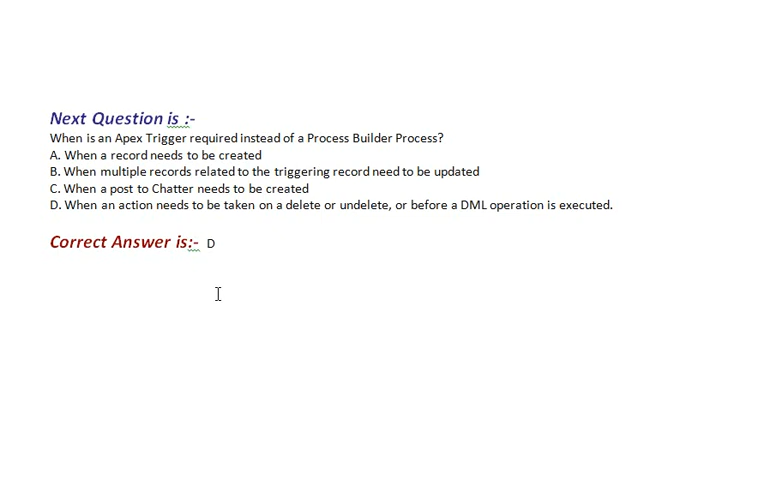 Next Question is :-
When is an Apex Trigger required instead of a Process Builder Process?
A. When a record needs to be created
B. When multiple records related to the triggering record need to be updated
C. When a post to Chatter needs to be created
D. When an action needs to be taken on a delete or undelete, or before a DML operation is executed.
Correct Answer is:- D